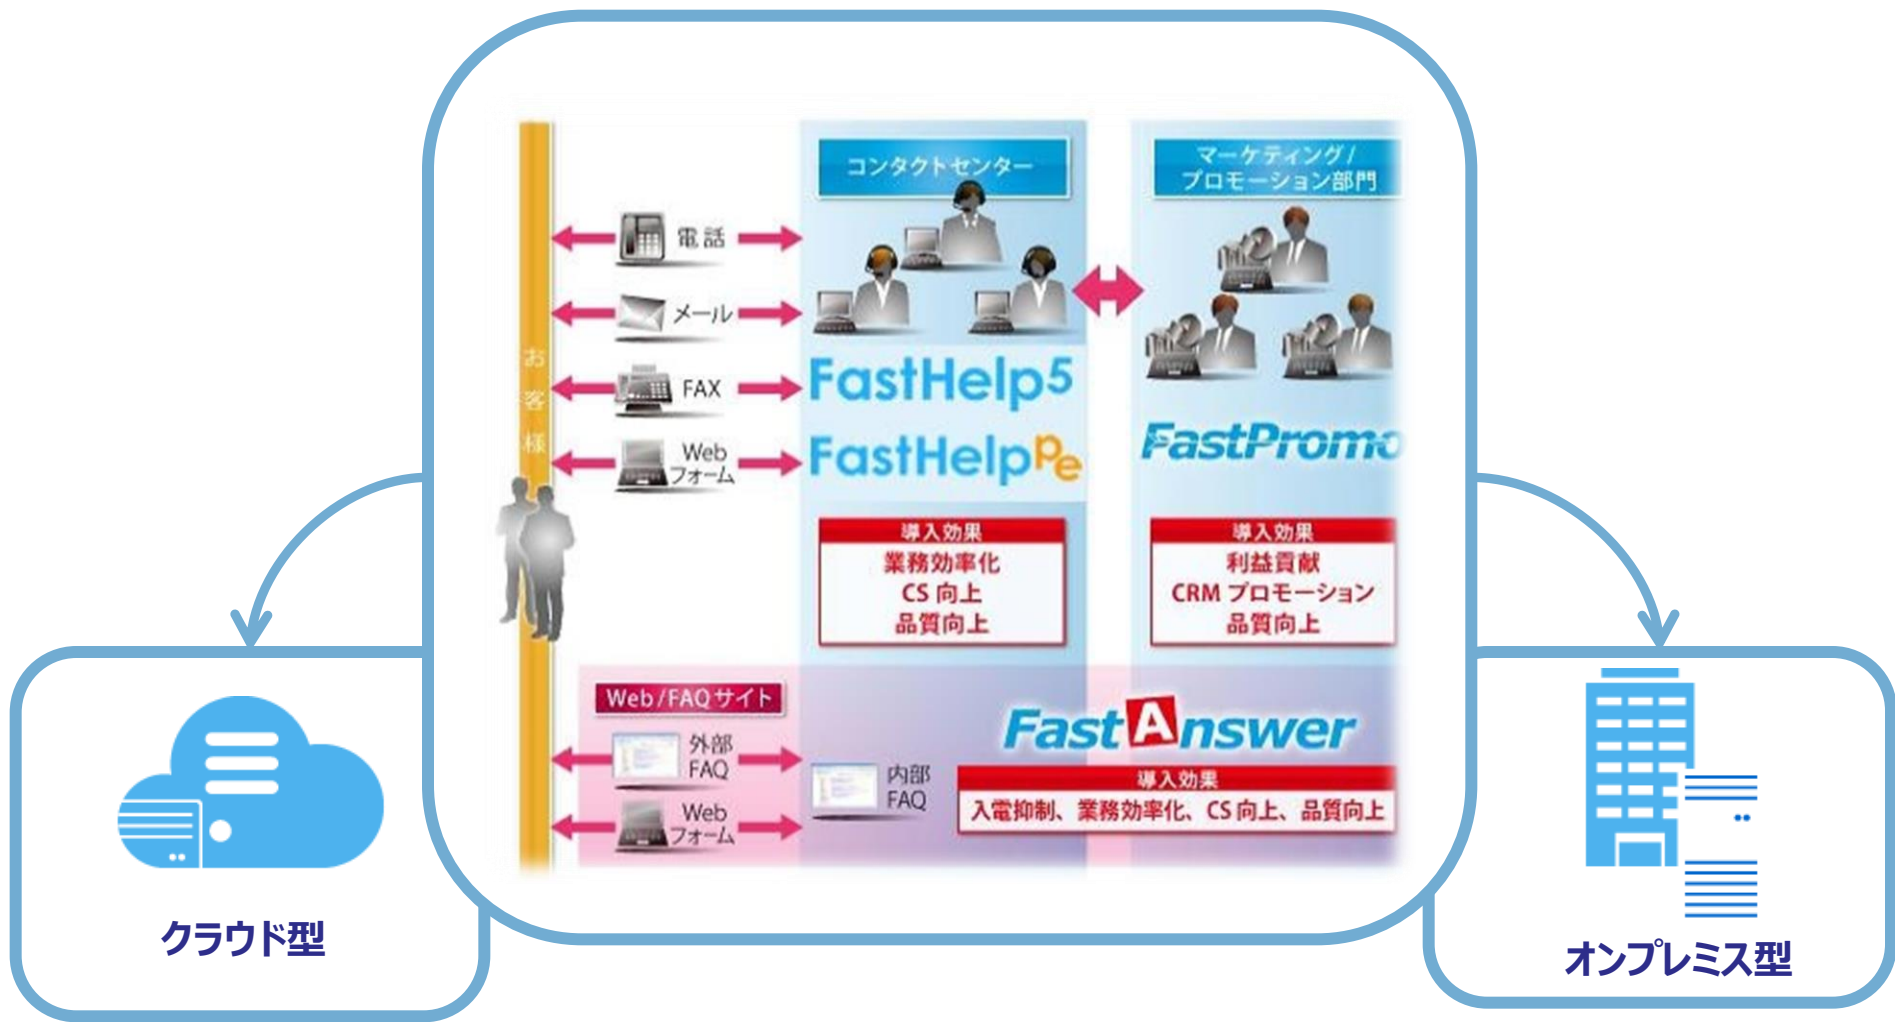 コンタクトセンター
マーケティング/
プロモーション部門
電話
メール
FAX
Web
フォーム
お客様
FastHelp5
FastHelppe
FastPromo
導入効果
業務効率化
CS 向上
品質向上
導入効果
利益貢献
CRM プロモーション
品質向上
Web/FAQサイト
外部
FAQ
Web
フォーム
内部
FAQ
FastAnswer
導入効果
入電抑制、業務効率化、CS 向上、品質向上
クラウド型
オンプレミス型